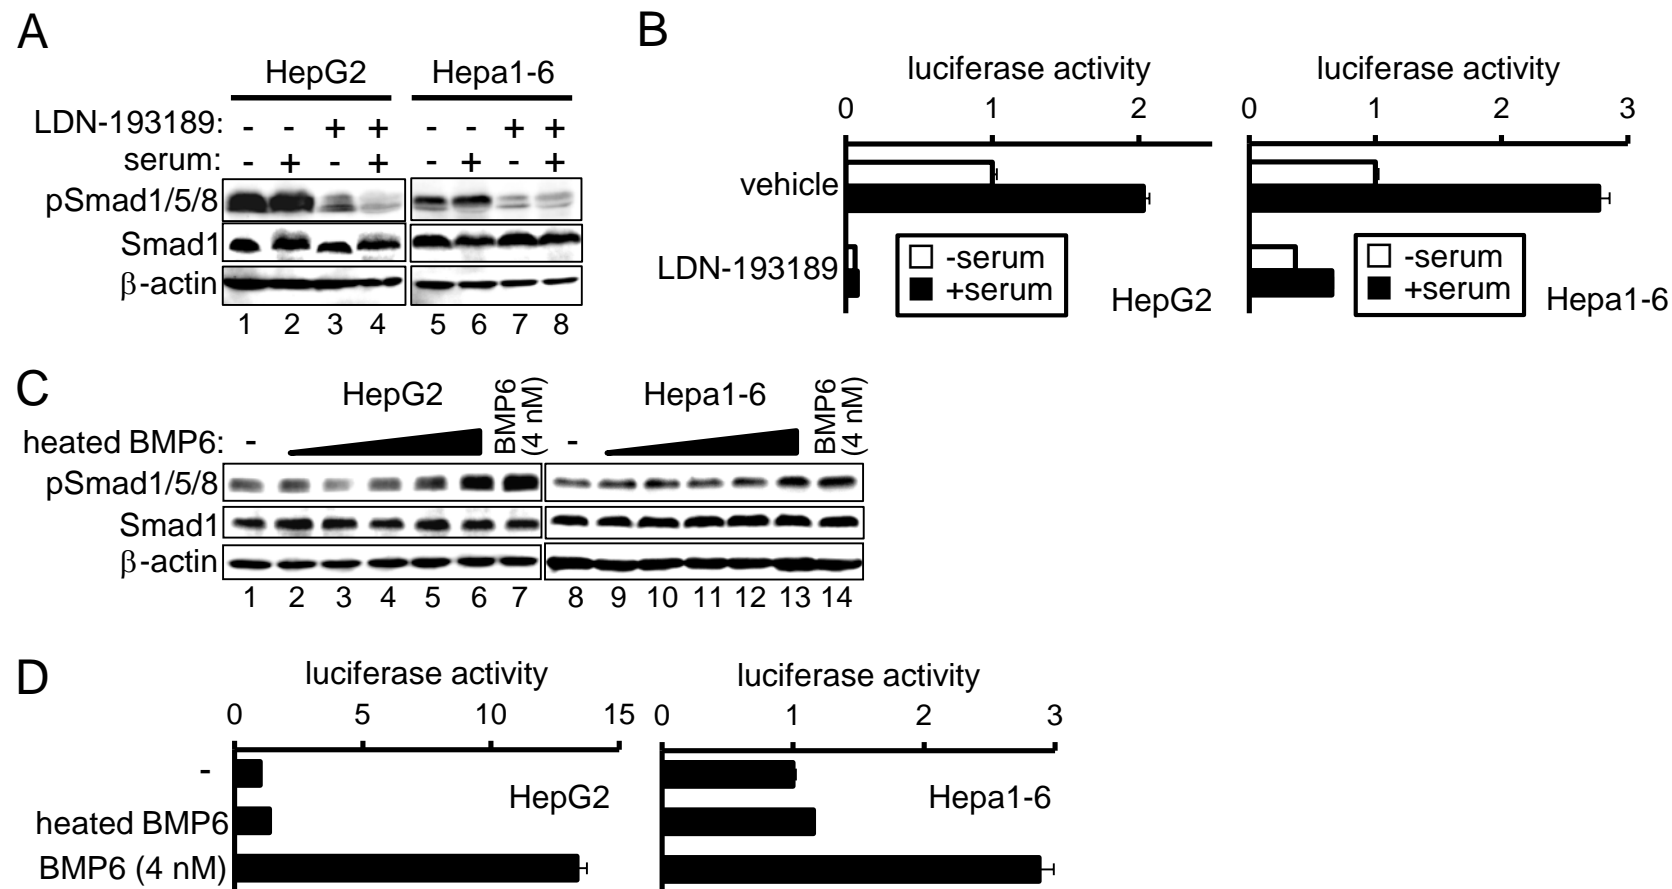 A
HepG2 Hepa1-6
LDN-193189: - - + + - - + +
serum: - + - + - + - +
pSmad1/5/8
Smad1
β-actin
1 2 3 4 5 6 7 8
B
luciferase activity luciferase activity
0 1 2 0 1 2 3
vehicle
LDN-193189
-serum
+serum
HepG2
-serum
+serum
Hepa1-6
C
HepG2 BMP6 (4 nM) Hepa1-6 BMP6 (4 nM)
heated BMP6: - -
pSmad1/5/8
Smad1
β-actin
1 2 3 4 5 6 7 8 9 10 11 12 13 14
D
luciferase activity luciferase activity
0 5 10 15 0 1 2 3
-
HepG2 Hepa1-6
heated BMP6
BMP6 (4 nM)